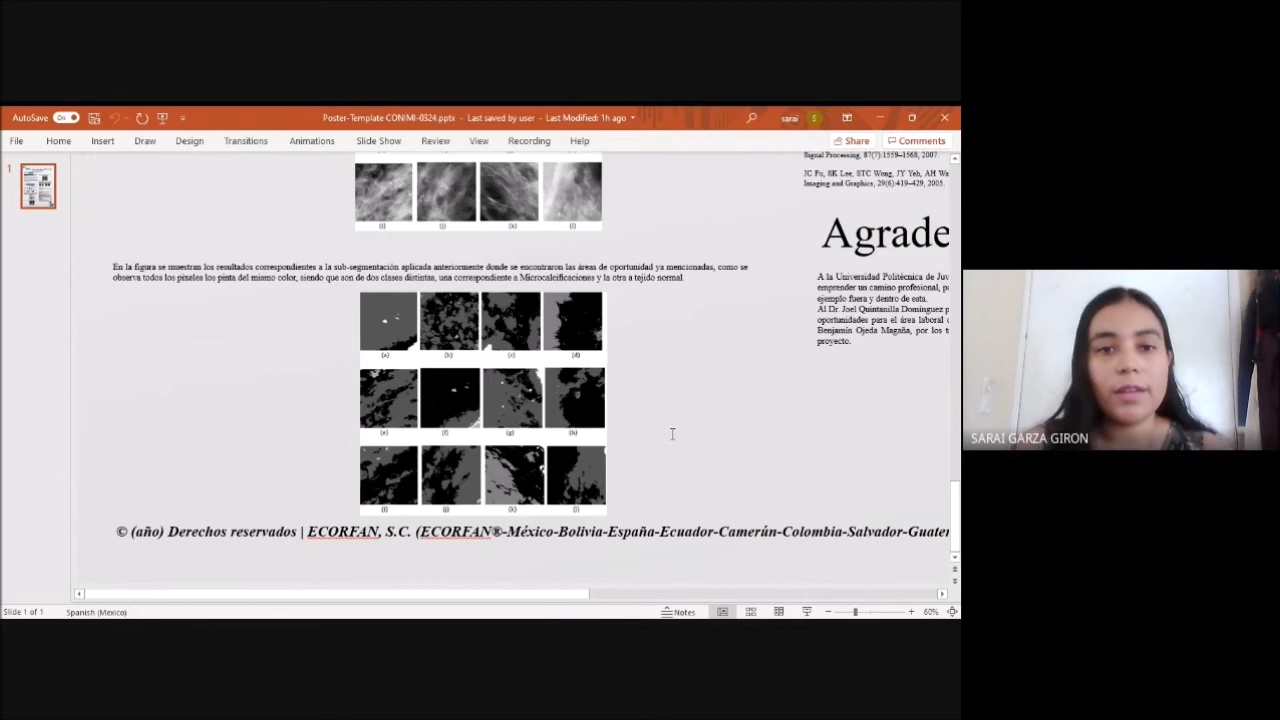 AutoSave On
Poster-Template CONIMI-0324.pptx - Last saved by user - Last Modified: 1h ago
sarai S
File Home Insert Draw Design Transitions Animations Slide Show Review View Recording Help
Share Comments
1
Signal Processing, 87(7):1559–1568, 2007.
JC Fu, SK Lee, STC Wong, JY Yeh, AH Wa
Imaging and Graphics, 29(6):419–429, 2005.
(i) (j) (k) (l)
Agrade
En la figura se muestran los resultados correspondientes a la sub-segmentación aplicada anteriormente donde se encontraron las áreas de oportunidad ya mencionadas, como se
observa todos los pixeles los pinta del mismo color, siendo que son de dos clases distintas, una correspondiente a Microcalcificaciones y la otra a tejido normal
A la Universidad Politécnica de Juv
emprender un camino profesional, p
ejemplo fuera y dentro de esta.
Al Dr. Joel Quintanilla Domínguez p
oportunidades para el área laboral
Benjamín Ojeda Magaña, por los t
proyecto.
(a) (b) (c) (d)
(e) (f) (g) (h)
(i) (j) (k) (l)
© (año) Derechos reservados | ECORFAN, S.C. (ECORFAN®-México-Bolivia-España-Ecuador-Camerún-Colombia-Salvador-Guater
Slide 1 of 1 Spanish (Mexico)
Notes
60%
SARAI GARZA GIRON